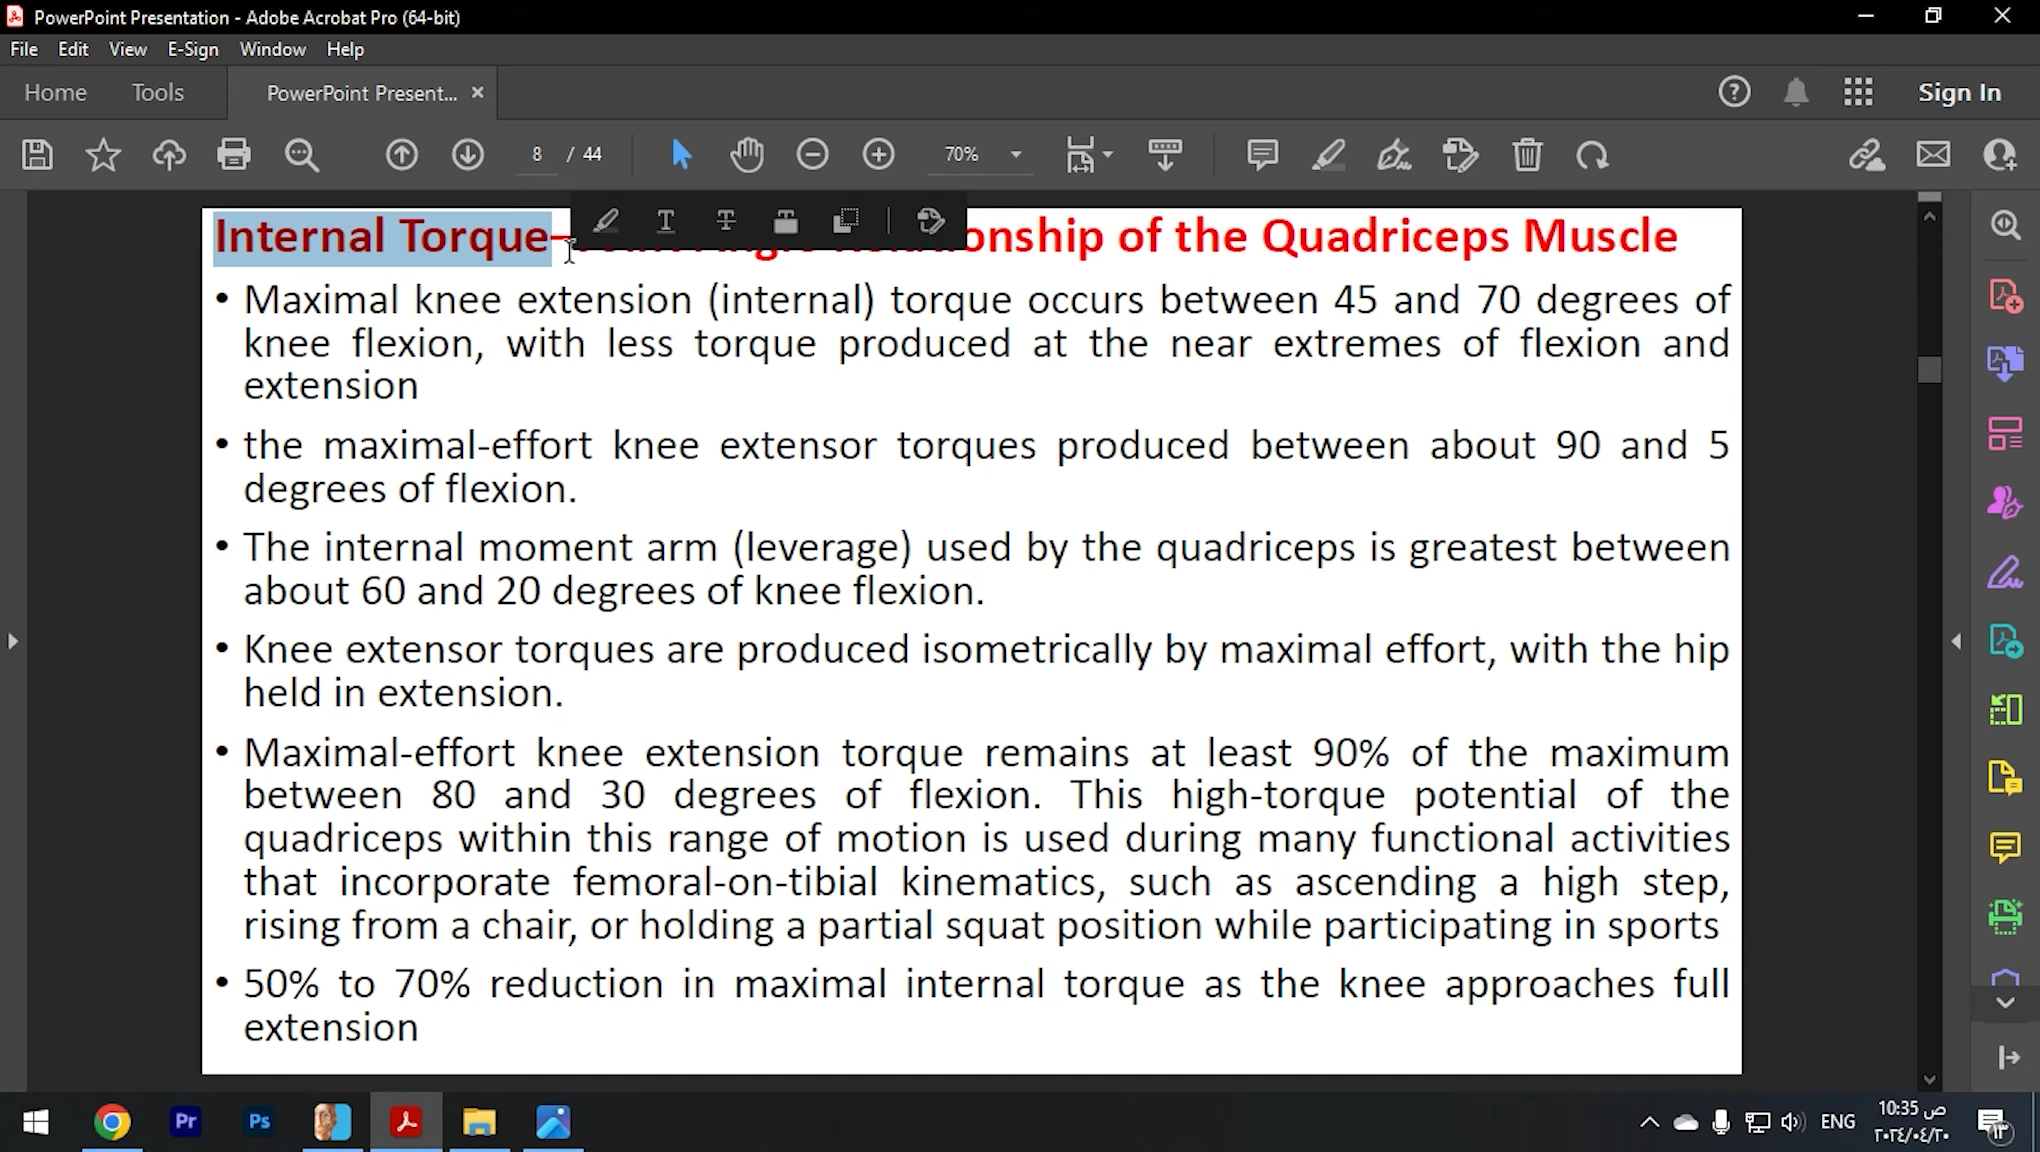 PowerPoint Presentation - Adobe Acrobat Pro (64-bit)
File Edit View E-Sign Window Help
Home Tools PowerPoint Present... Sign In
8 / 44 70%
Internal Torque onship of the Quadriceps Muscle
• Maximal knee extension (internal) torque occurs between 45 and 70 degrees of
knee flexion, with less torque produced at the near extremes of flexion and
extension
• the maximal-effort knee extensor torques produced between about 90 and 5
degrees of flexion.
• The internal moment arm (leverage) used by the quadriceps is greatest between
about 60 and 20 degrees of knee flexion.
• Knee extensor torques are produced isometrically by maximal effort, with the hip
held in extension.
• Maximal-effort knee extension torque remains at least 90% of the maximum
between 80 and 30 degrees of flexion. This high-torque potential of the
quadriceps within this range of motion is used during many functional activities
that incorporate femoral-on-tibial kinematics, such as ascending a high step,
rising from a chair, or holding a partial squat position while participating in sports
• 50% to 70% reduction in maximal internal torque as the knee approaches full
extension
Pr Ps ENG
10:35 ص
٢٠٢٤/٠٤/٢٠
١٣